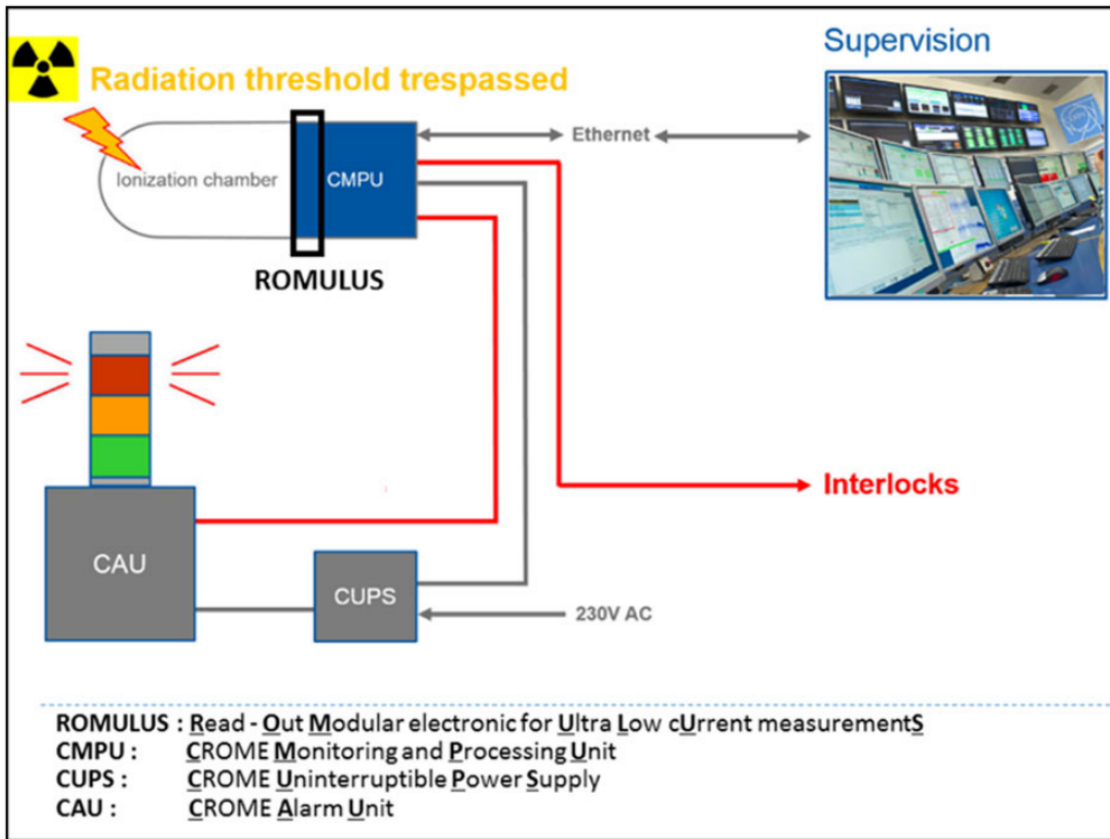 Supervision
Radiation threshold trespassed
Ethernet
Ionization chamber
CMPU
ROMULUS
Interlocks
CAU
CUPS
230V AC
ROMULUS : Read - Out Modular electronic for Ultra Low cUrrent measurementS
CMPU : CROME Monitoring and Processing Unit
CUPS : CROME Uninterruptible Power Supply
CAU : CROME Alarm Unit